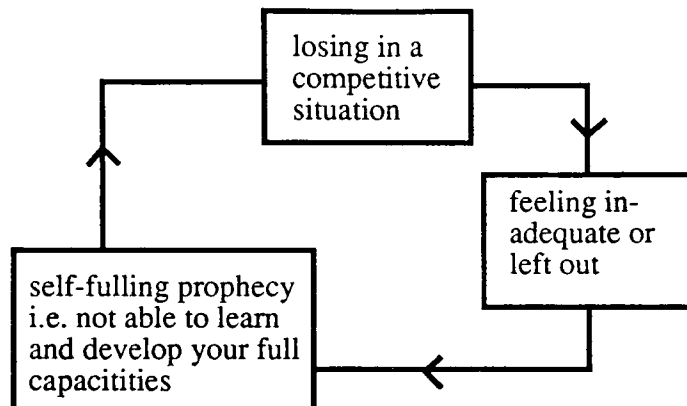 losing in a
competitive
situation
feeling in-
adequate or
left out
self-fulling prophecy
i.e. not able to learn
and develop your full
capacitities